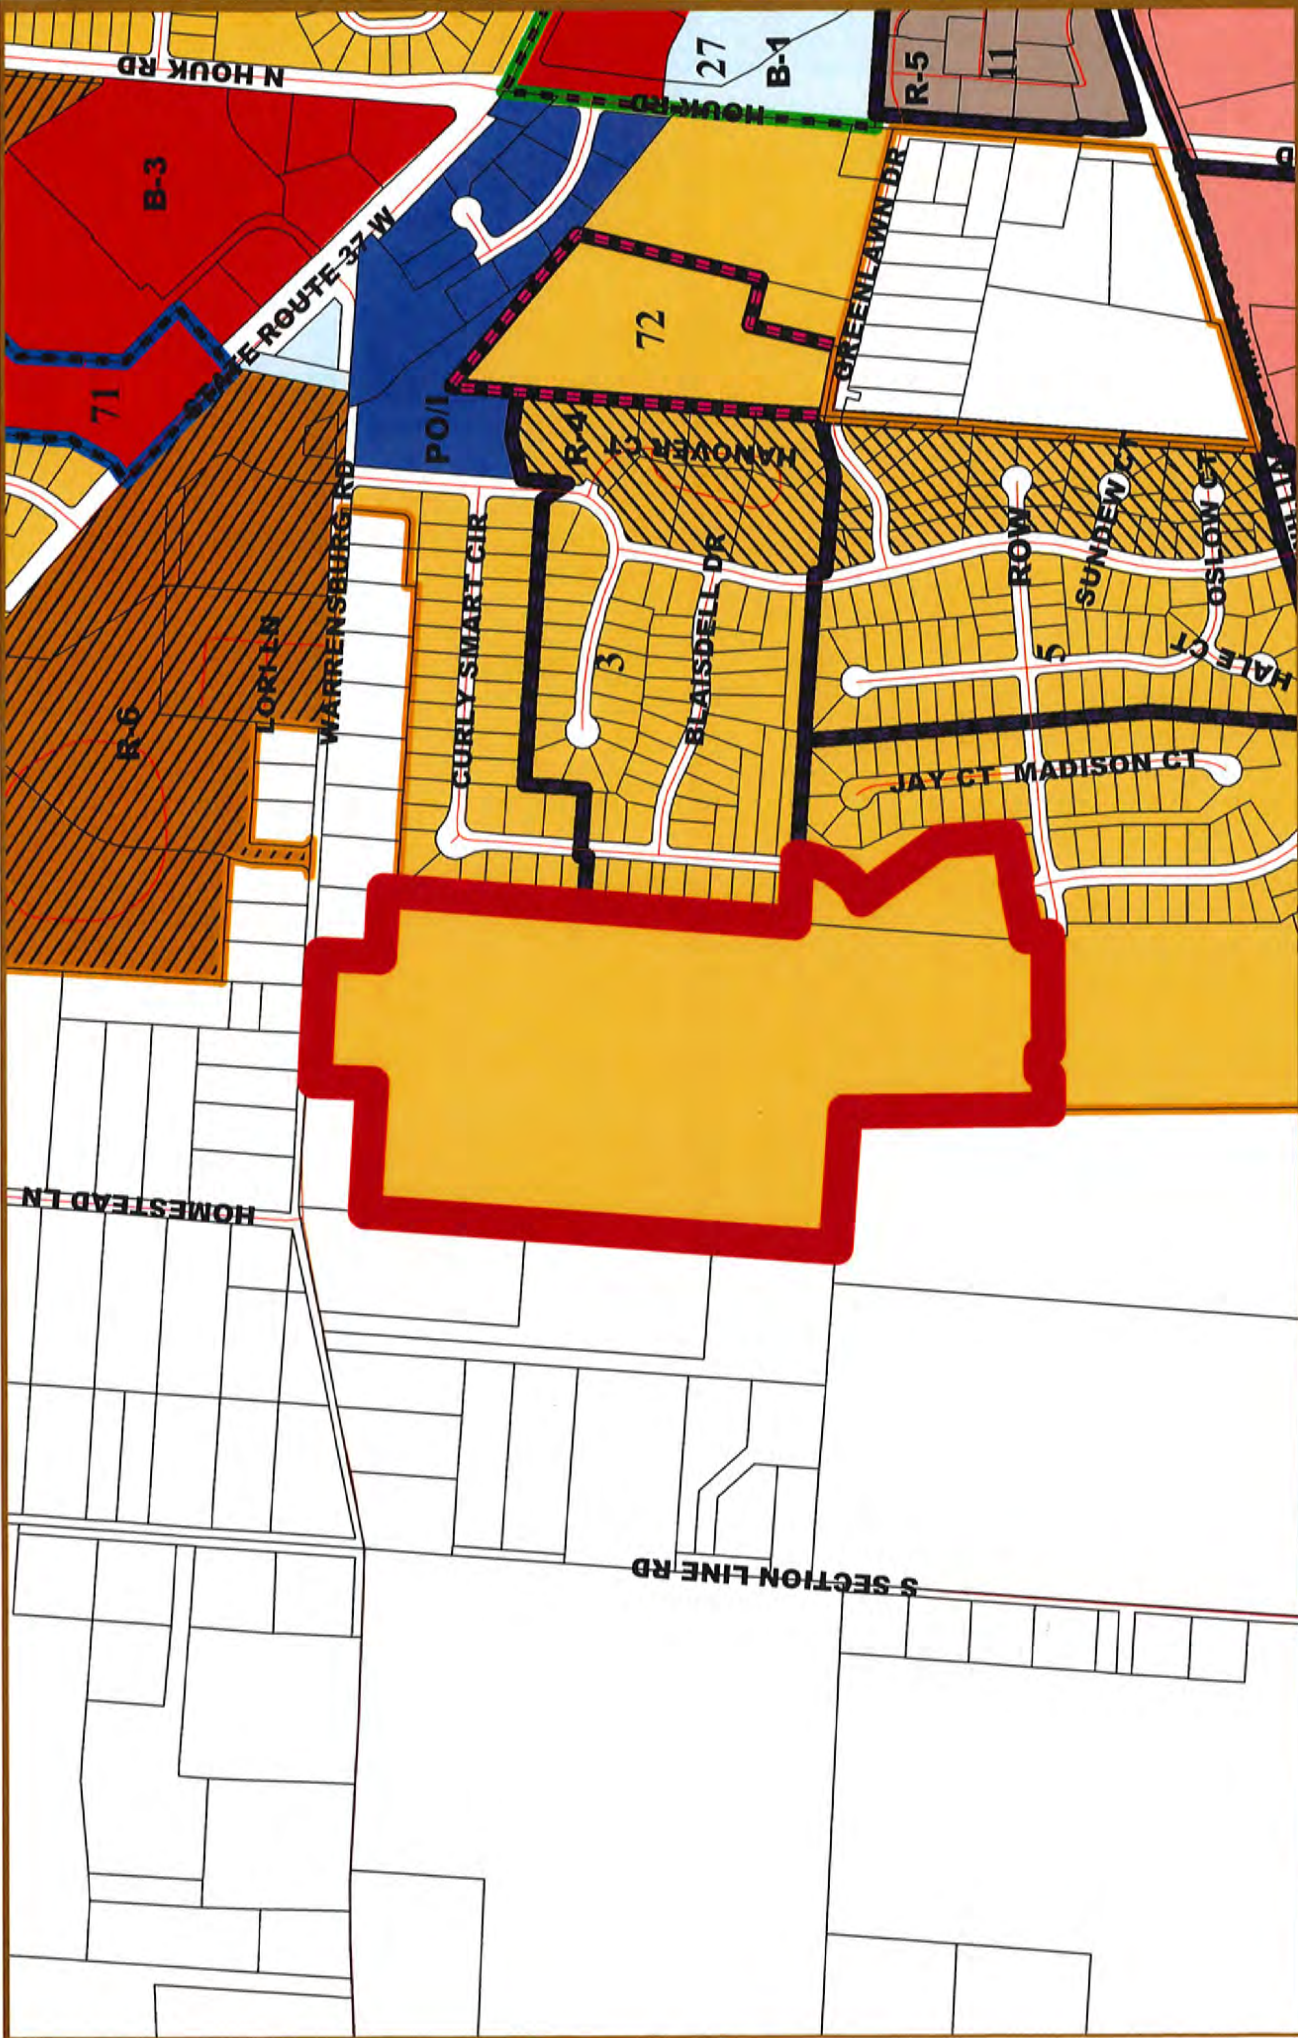 N HOUK RD
27
B-1
R-5
11
HOUK RD
B-3
STATE ROUTE 37 W
GREENLAWN DR
72
71
PO/I
R-4
HANOVER CT
WARRENSBURG RD
CURLY SMART CIR
BLAISDELL DR
3
ROW
SUNDEW CT
OSLOW CT
HALE CT
5
LORI LN
R-6
JAY CT
MADISON CT
HOMESTEAD LN
S SECTION LINE RD